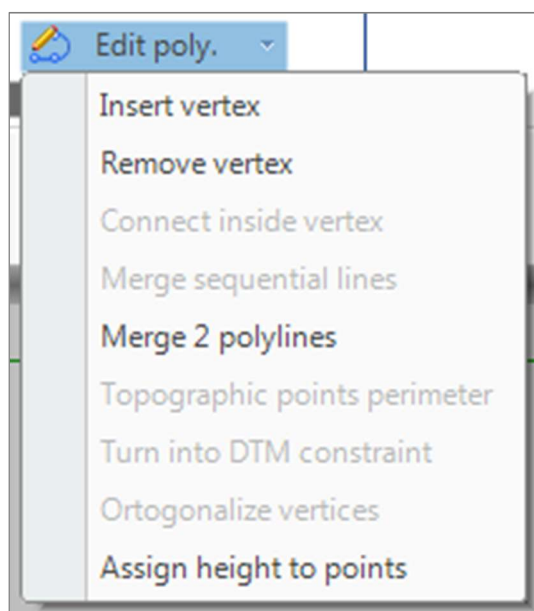 Edit poly.
Insert vertex
Remove vertex
Connect inside vertex
Merge sequential lines
Merge 2 polylines
Topographic points perimeter
Turn into DTM constraint
Ortogonalize vertices
Assign height to points